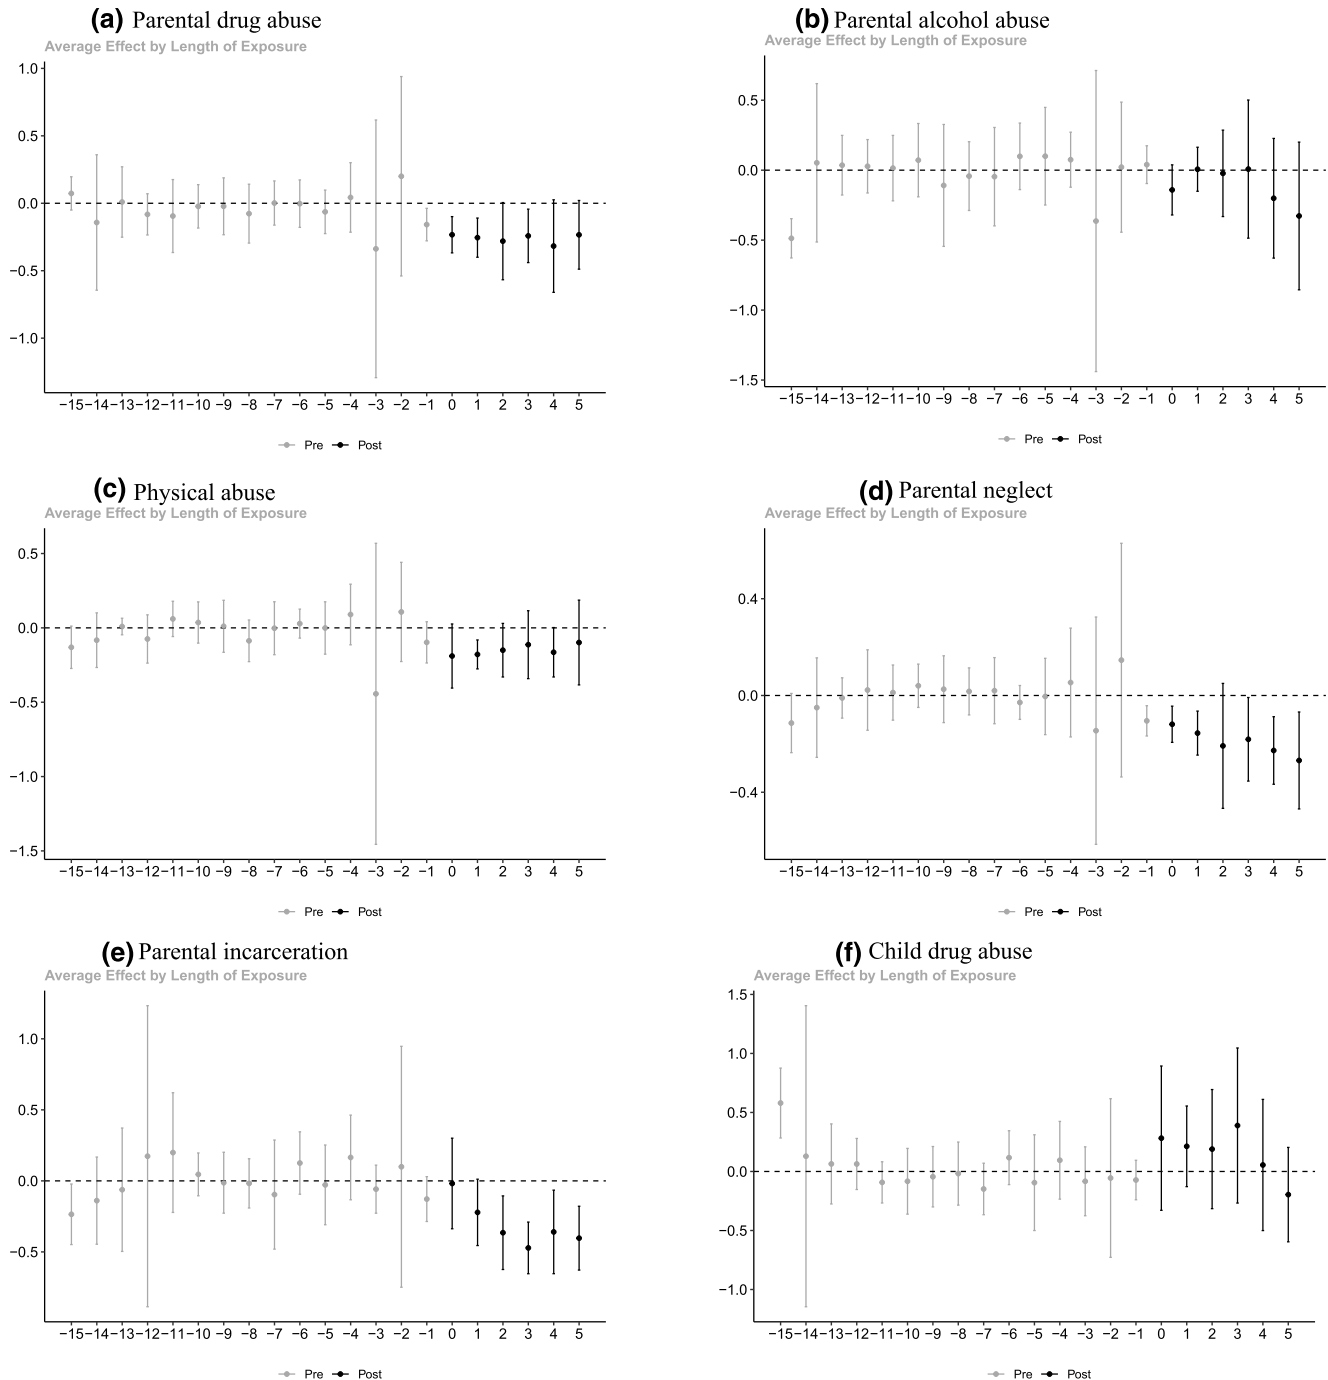 (a) Parental drug abuse
Average Effect by Length of Exposure
1.0
0.5
0.0
−0.5
−1.0
−15 −14 −13 −12 −11 −10 −9 −8 −7 −6 −5 −4 −3 −2 −1 0 1 2 3 4 5
Pre Post
(b) Parental alcohol abuse
Average Effect by Length of Exposure
0.5
0.0
−0.5
−1.0
−1.5
−15 −14 −13 −12 −11 −10 −9 −8 −7 −6 −5 −4 −3 −2 −1 0 1 2 3 4 5
Pre Post
(c) Physical abuse
Average Effect by Length of Exposure
0.5
0.0
−0.5
−1.0
−1.5
−15 −14 −13 −12 −11 −10 −9 −8 −7 −6 −5 −4 −3 −2 −1 0 1 2 3 4 5
Pre Post
(d) Parental neglect
Average Effect by Length of Exposure
0.4
0.0
−0.4
−15 −14 −13 −12 −11 −10 −9 −8 −7 −6 −5 −4 −3 −2 −1 0 1 2 3 4 5
Pre Post
(e) Parental incarceration
Average Effect by Length of Exposure
1.0
0.5
0.0
−0.5
−15 −14 −13 −12 −11 −10 −9 −8 −7 −6 −5 −4 −3 −2 −1 0 1 2 3 4 5
Pre Post
(f) Child drug abuse
Average Effect by Length of Exposure
1.5
1.0
0.5
0.0
−0.5
−1.0
−15 −14 −13 −12 −11 −10 −9 −8 −7 −6 −5 −4 −3 −2 −1 0 1 2 3 4 5
Pre Post